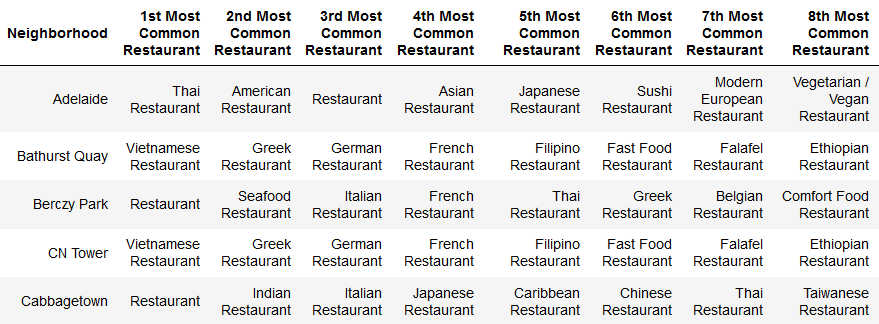 Neighborhood 1st Most Common Restaurant 2nd Most Common Restaurant 3rd Most Common Restaurant 4th Most Common Restaurant 5th Most Common Restaurant 6th Most Common Restaurant 7th Most Common Restaurant 8th Most Common Restaurant
Adelaide Thai Restaurant American Restaurant Restaurant Asian Restaurant Japanese Restaurant Sushi Restaurant Modern European Restaurant Vegetarian / Vegan Restaurant
Bathurst Quay Vietnamese Restaurant Greek Restaurant German Restaurant French Restaurant Filipino Restaurant Fast Food Restaurant Falafel Restaurant Ethiopian Restaurant
Berczy Park Restaurant Seafood Restaurant Italian Restaurant French Restaurant Thai Restaurant Greek Restaurant Belgian Restaurant Comfort Food Restaurant
CN Tower Vietnamese Restaurant Greek Restaurant German Restaurant French Restaurant Filipino Restaurant Fast Food Restaurant Falafel Restaurant Ethiopian Restaurant
Cabbagetown Restaurant Indian Restaurant Italian Restaurant Japanese Restaurant Caribbean Restaurant Chinese Restaurant Thai Restaurant Taiwanese Restaurant